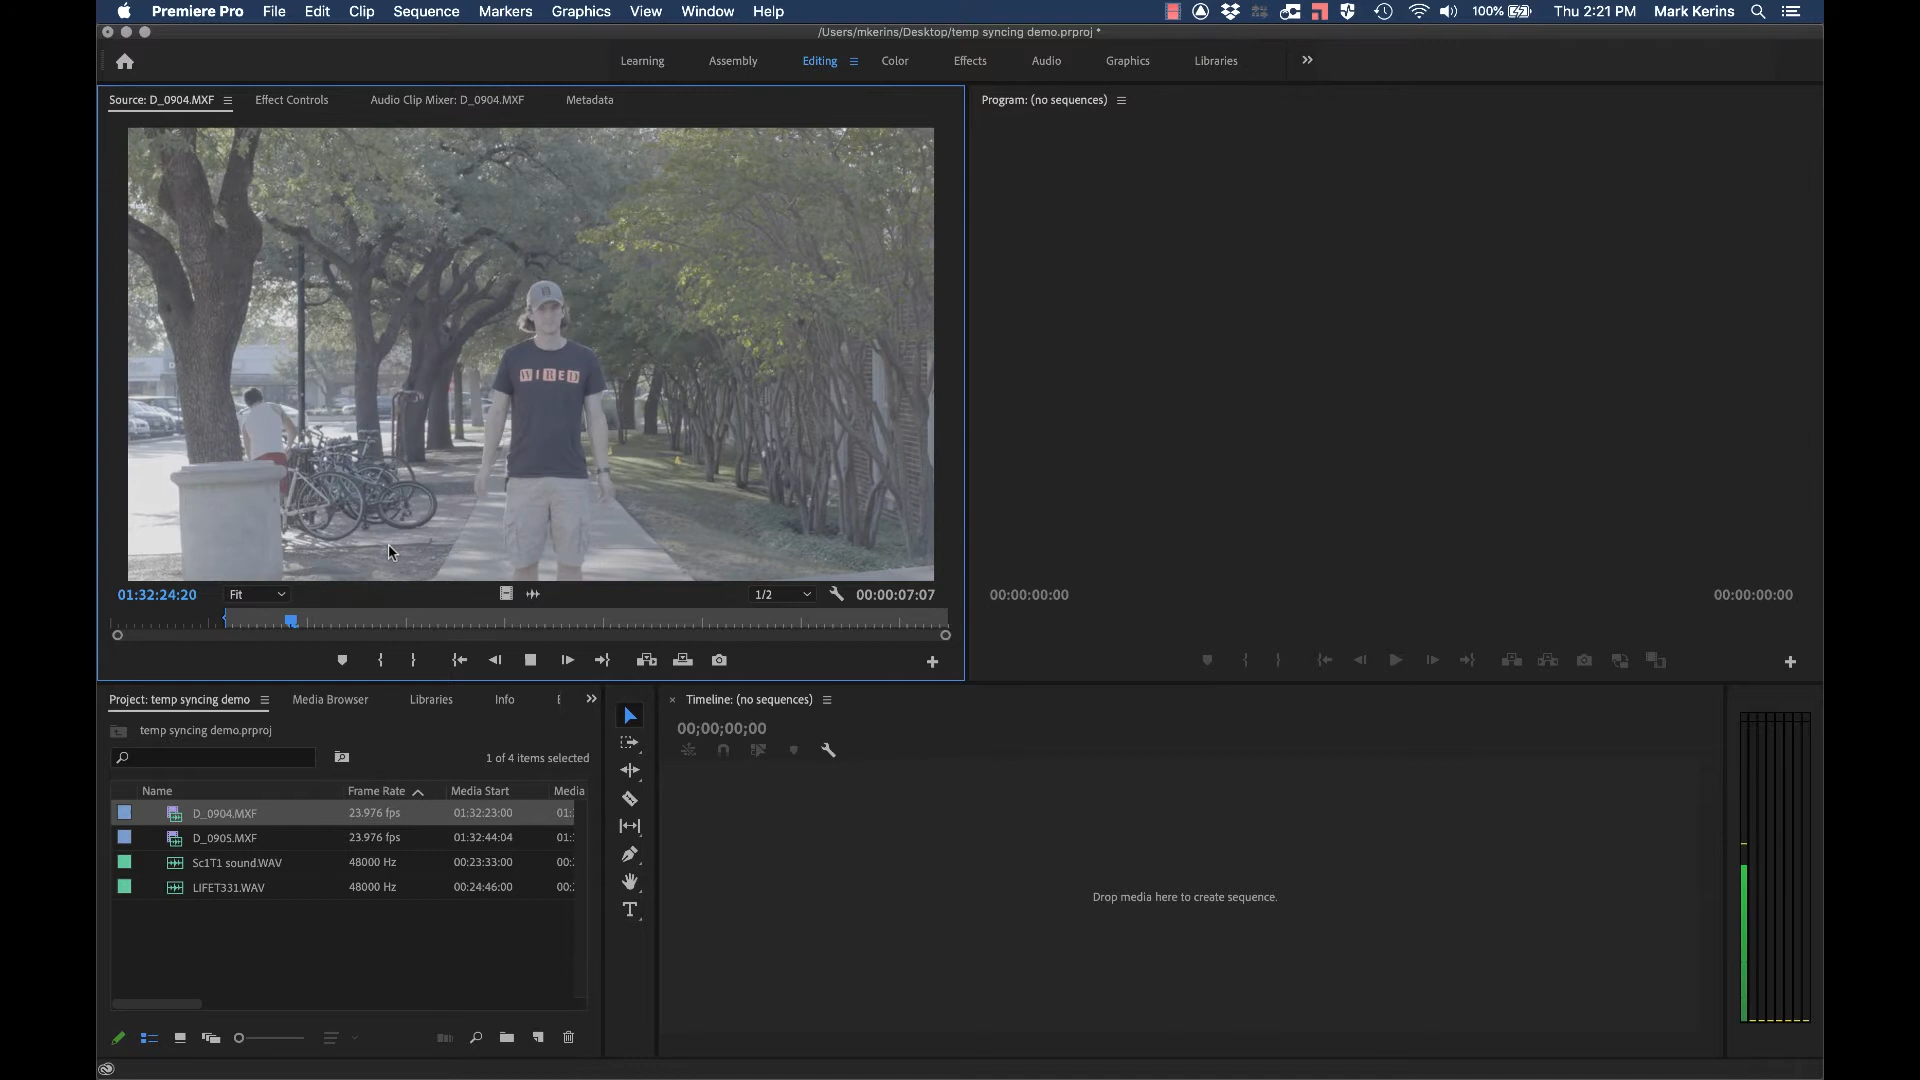 Premiere Pro File Edit Clip Sequence Markers Graphics View Window Help 100% Thu 2:21 PM Mark Kerins
/Users/mkerins/Desktop/temp syncing demo.prproj *
Learning Assembly Editing Color Effects Audio Graphics Libraries
Source: D_0904.MXF Effect Controls Audio Clip Mixer: D_0904.MXF Metadata
Program: (no sequences)
WIRED
01:32:24:20 Fit 1/2 00:00:07:07
00:00:00:00 00:00:00:00
Project: temp syncing demo Media Browser Libraries Info E
Timeline: (no sequences)
temp syncing demo.prproj
00;00;00;00
1 of 4 items selected
Name Frame Rate Media Start Media
D_0904.MXF 23.976 fps 01:32:23:00 01:
D_0905.MXF 23.976 fps 01:32:44:04 01:
Sc1T1 sound.WAV 48000 Hz 00:23:33:00 00:
LIFET331.WAV 48000 Hz 00:24:46:00 00:
Drop media here to create sequence.